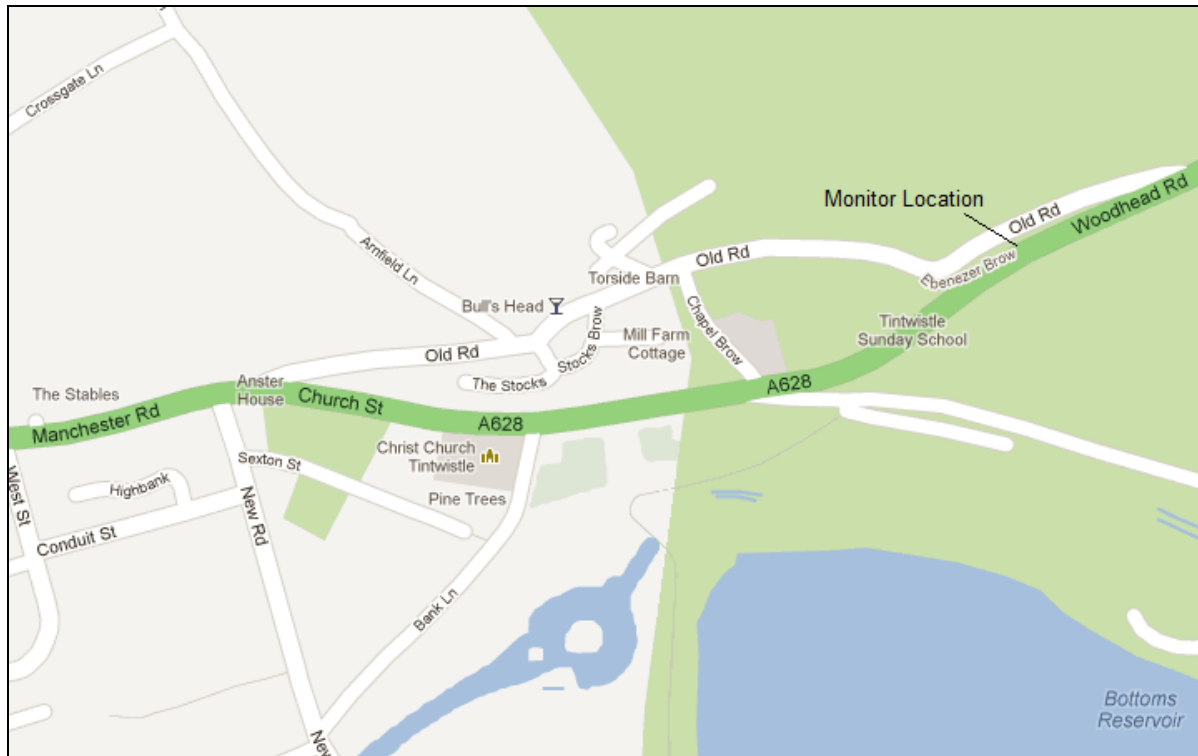 Crossgate Ln
Monitor Location
Old Rd
Woodhead Rd
Arnfield Ln
Old Rd
Ebenezer Brow
Torside Barn
Bull's Head
Chapel Brow
Stocks Brow
Mill Farm
Cottage
Tintwistle
Sunday School
Old Rd
The Stocks
The Stables
Anster
House
Church St
A628
A628
Manchester Rd
Christ Church
Tintwistle
Sexton St
West St
Highbank
Pine Trees
New Rd
Conduit St
Bank Ln
Bottoms
Reservoir
New